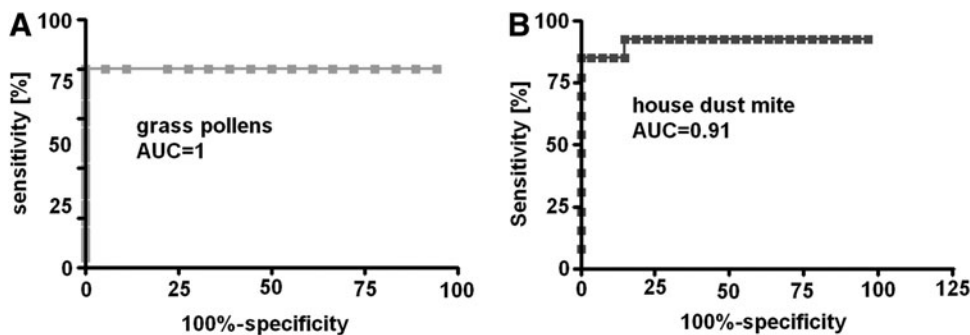 A
100
75
50
25
0
sensitivity [%]
grass pollens
AUC=1
0 25 50 75 100
100%-specificity
B
100
75
50
25
0
Sensitivity [%]
house dust mite
AUC=0.91
0 25 50 75 100 125
100%-specificity